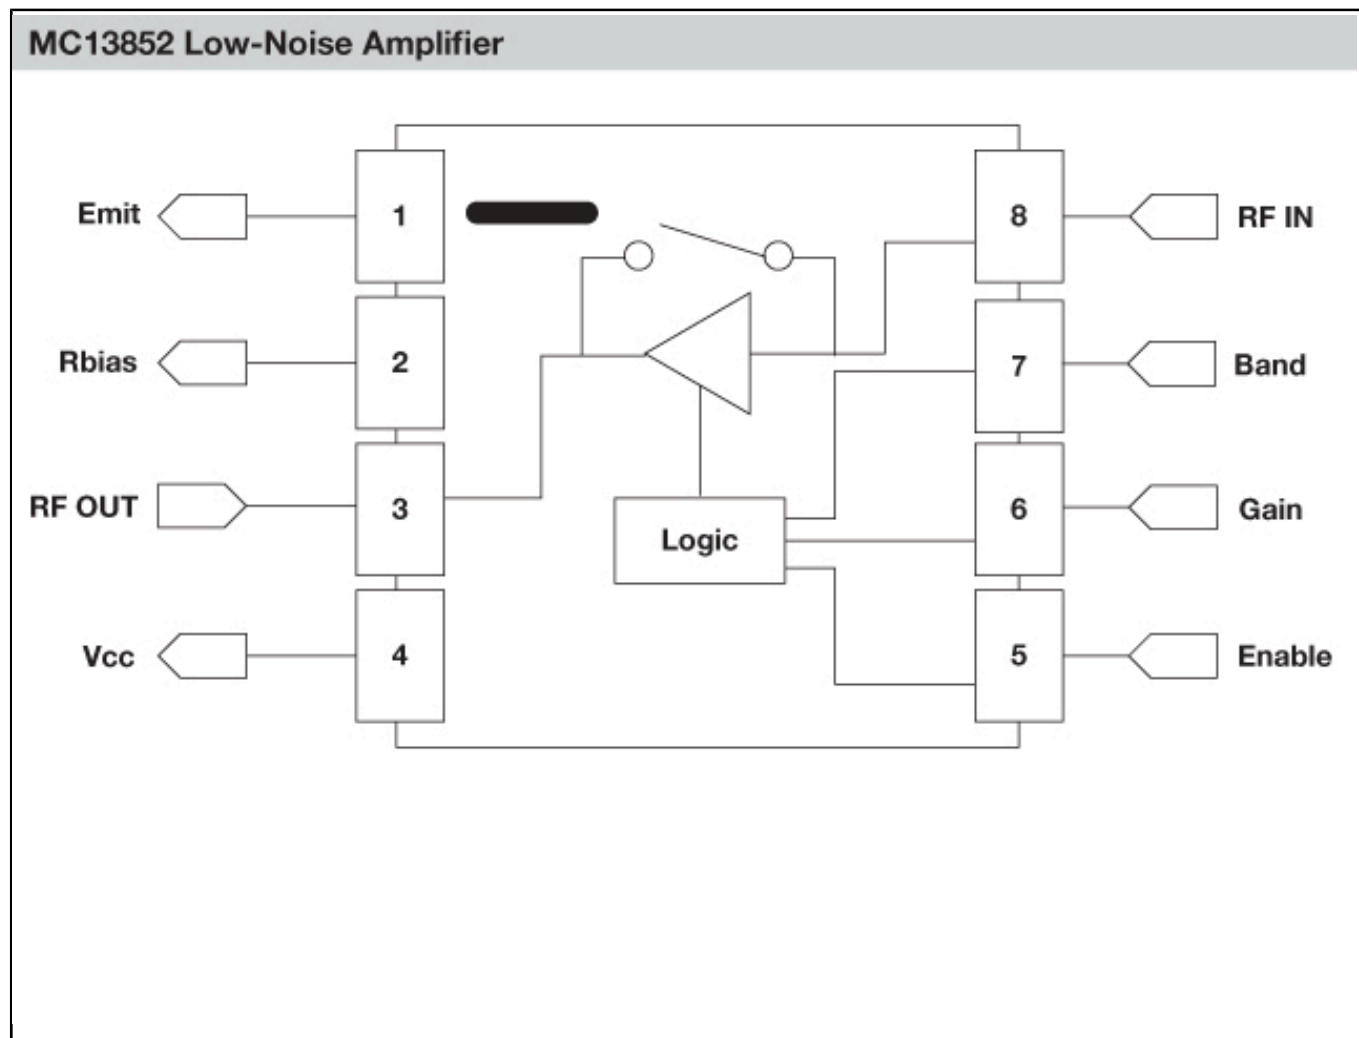 MC13852 Low-Noise Amplifier
Emit
1
8
RF IN
Rbias
2
7
Band
RF OUT
3
Logic
6
Gain
Vcc
4
5
Enable